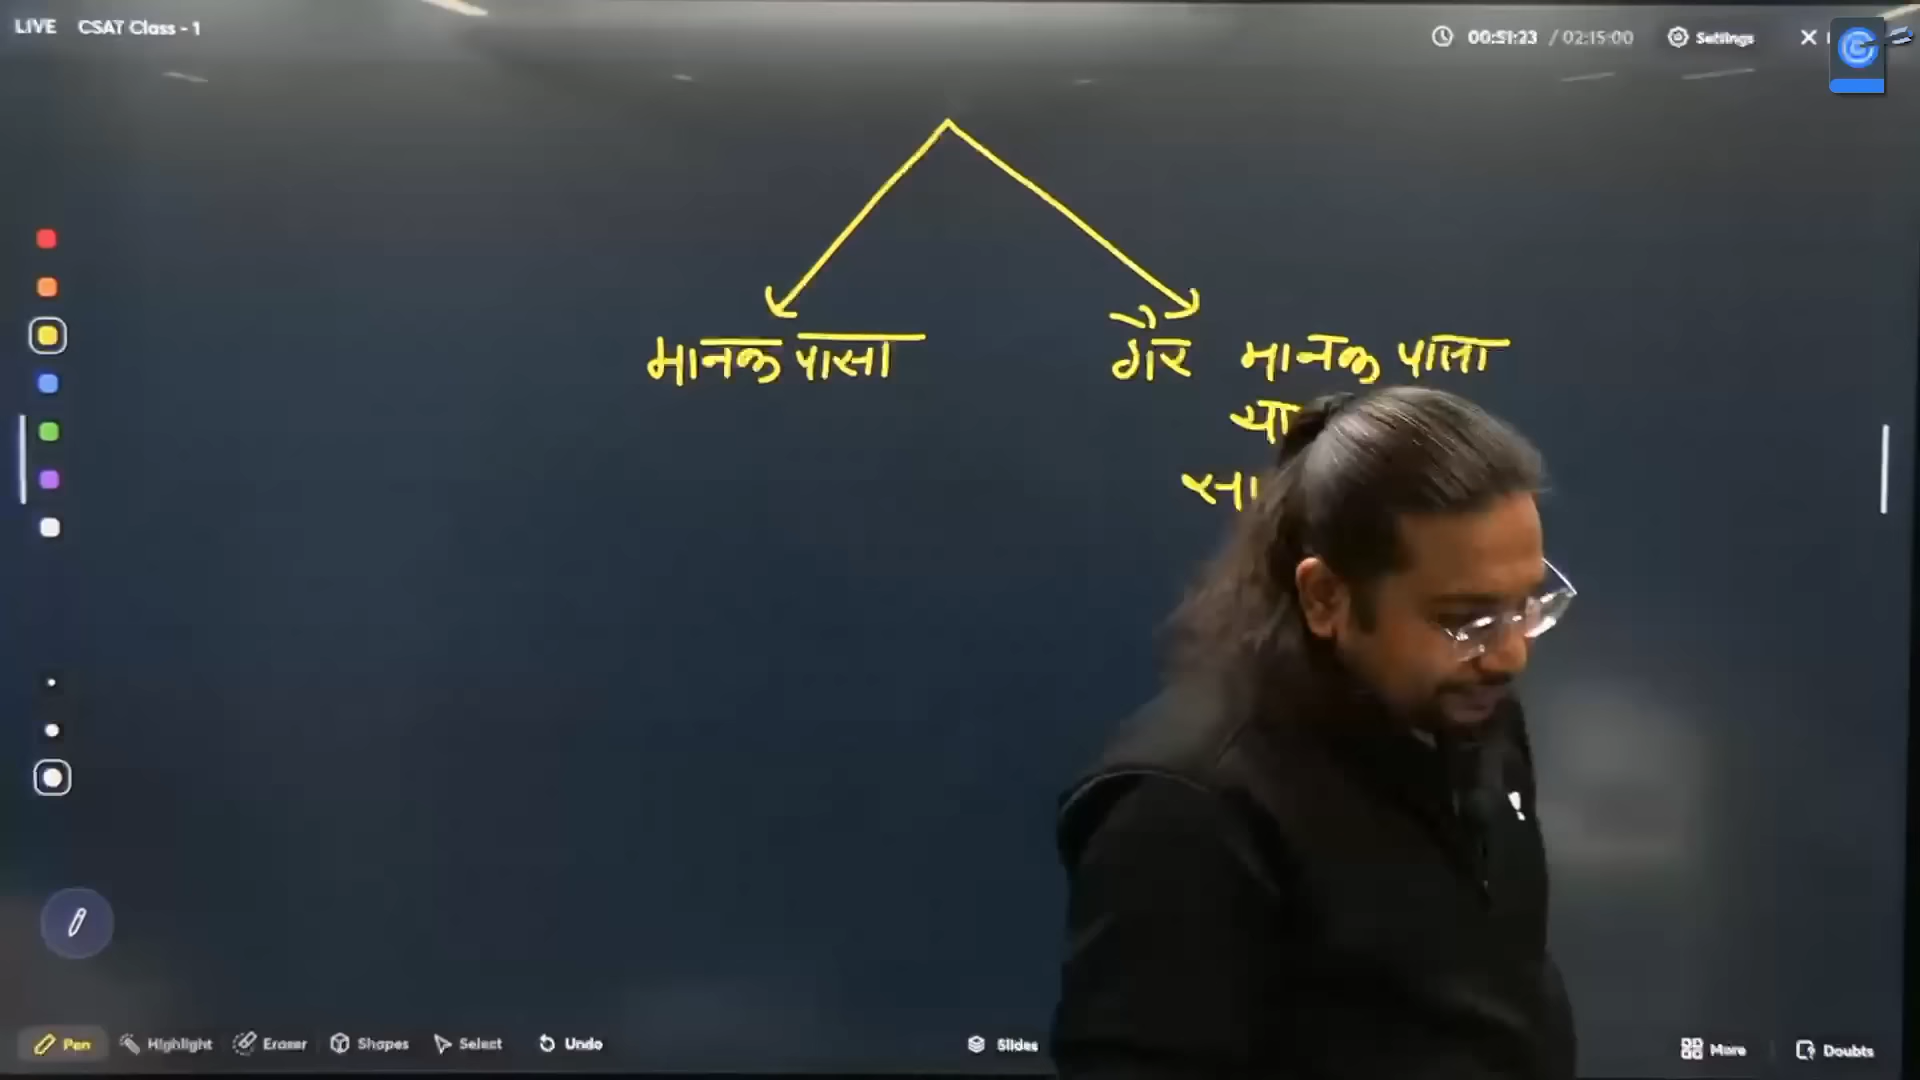 LIVE CSAT Class - 1 00:51:23 / 02:15:00 Settings
मानक पासा गैर मानक पासा
या
Pen Highlight Eraser Shapes Select Undo Slides More Doubts